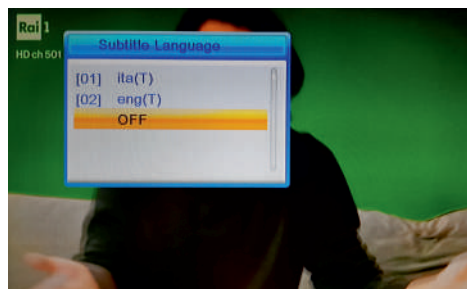 Rai 1
HD ch 501
Subtitle Language
[01] ita(T)
[02] eng(T)
OFF